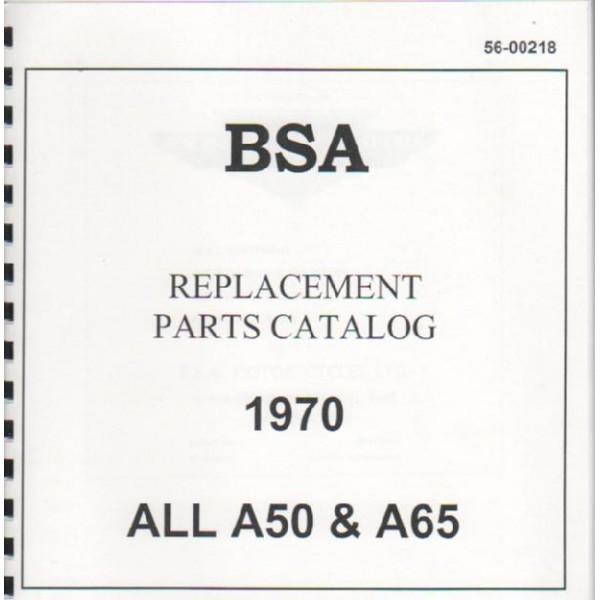 56-00218
BSA
REPLACEMENT
PARTS CATALOG
1970
ALL A50 & A65